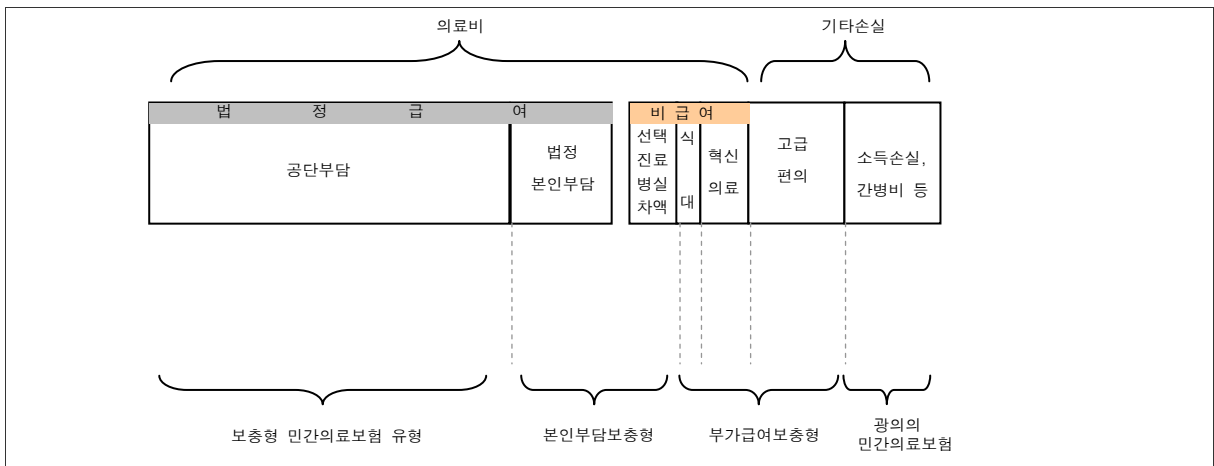 의료비
기타손실
법 정 급 여
비 급 여
공단부담
법정
본인부담
선택
진료
병실
차액
식
대
혁신
의료
고급
편의
소득손실,
간병비 등
보충형 민간의료보험 유형
본인부담보충형
부가급여보충형
광의의
민간의료보험